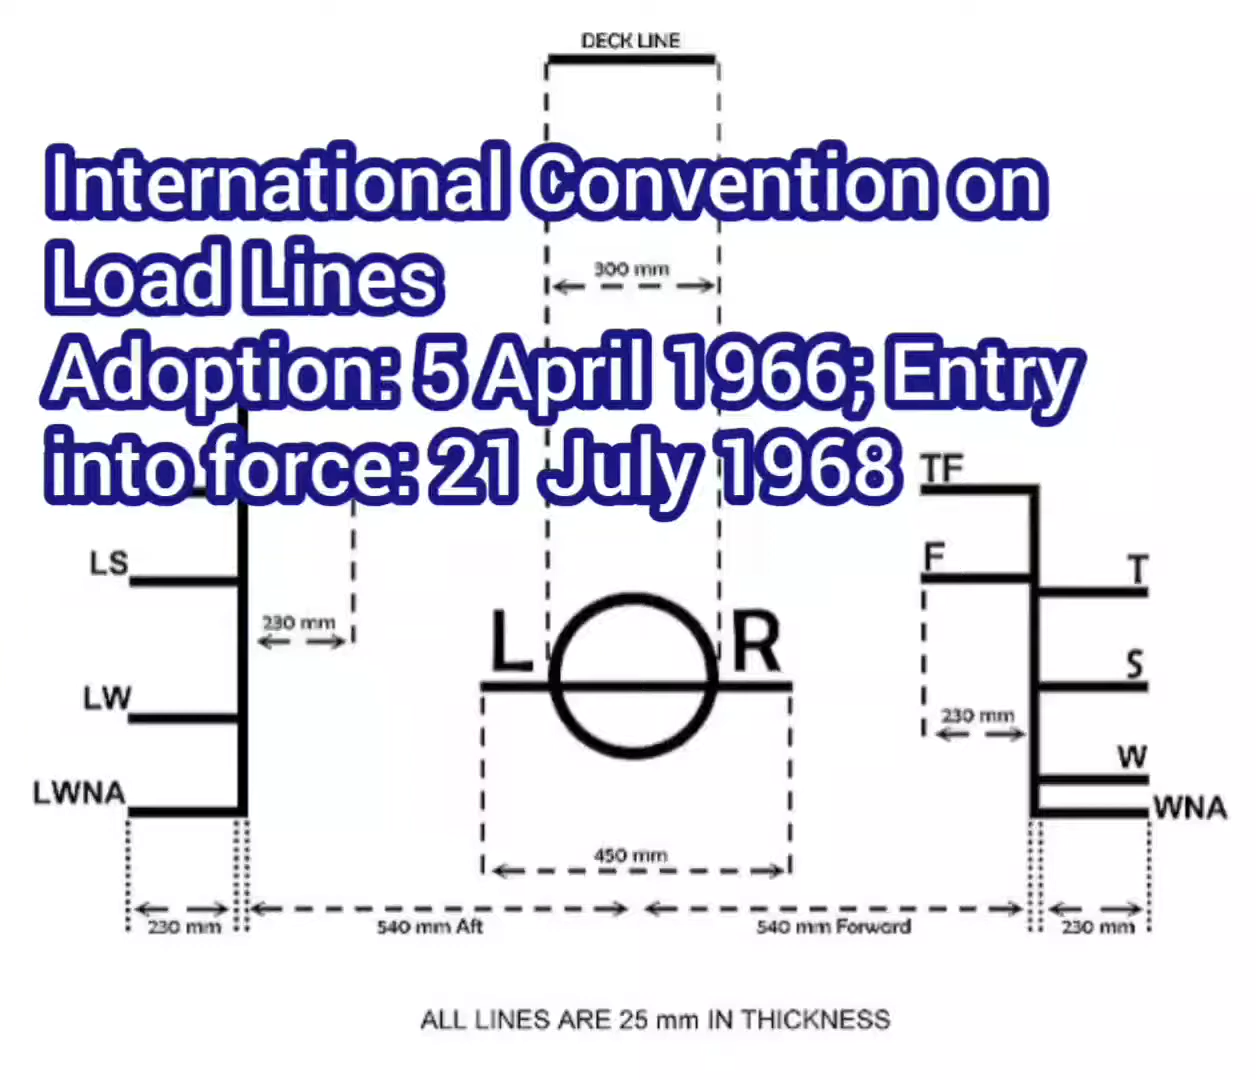 DECK LINE
International Convention on
Load Lines
300 mm
Adoption: 5 April 1966; Entry
into force: 21 July 1968
TF
LS
F
T
230 mm
L
R
S
LW
230 mm
W
LWNA
WNA
450 mm
230 mm
540 mm Aft
540 mm Forward
230 mm
ALL LINES ARE 25 mm IN THICKNESS